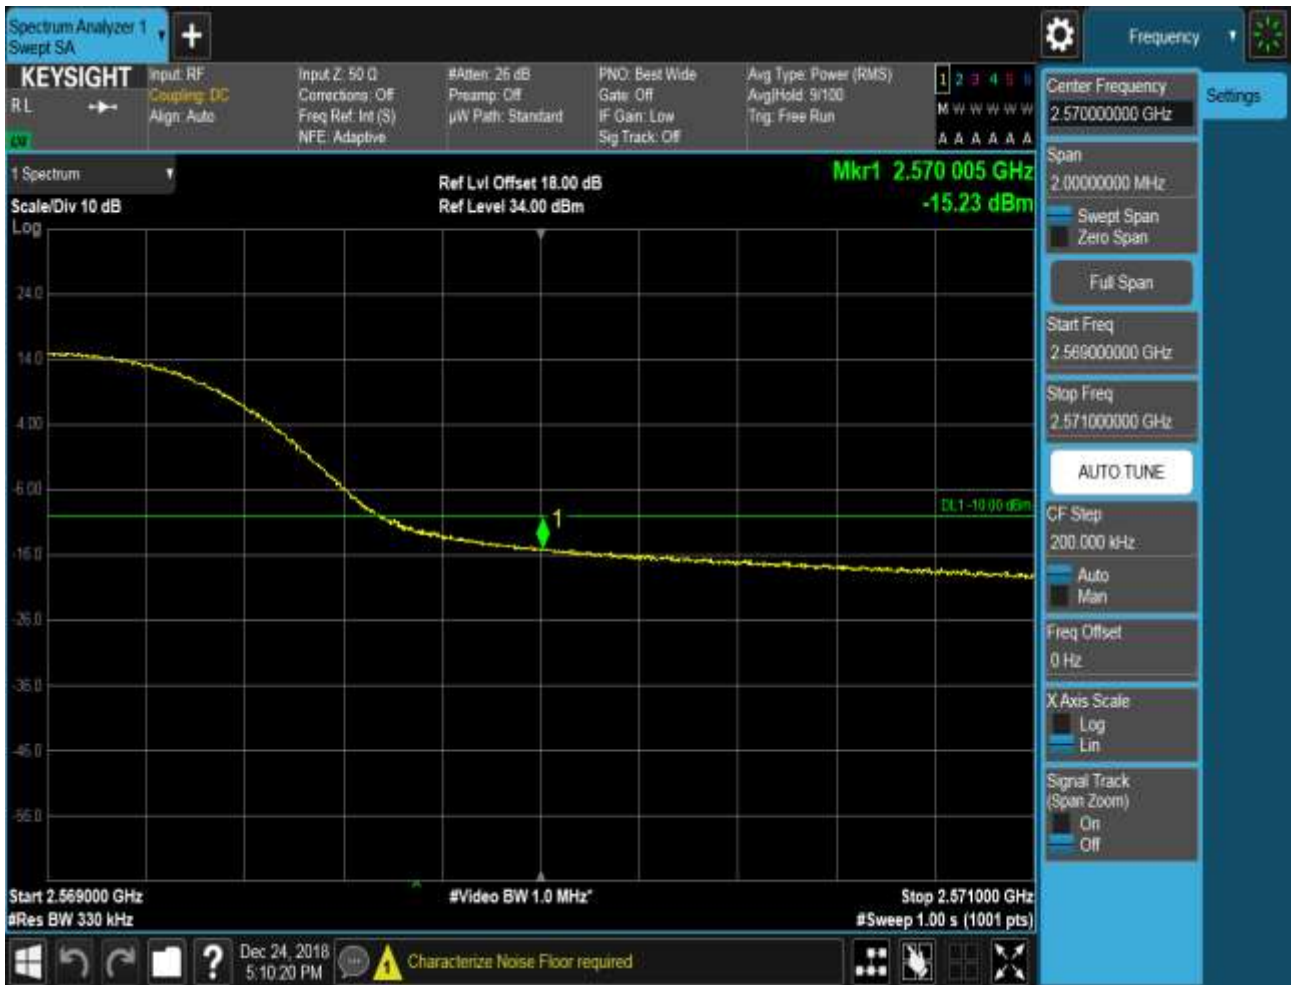 Spectrum Analyzer 1
Swept SA
Frequency
KEYSIGHT
R L
Input: RF
Coupling: DC
Align: Auto
Input Z: 50 Ω
Corrections: Off
Freq Ref: Int (S)
NFE: Adaptive
#Atten: 26 dB
Preamp: Off
µW Path: Standard
PNO: Best Wide
Gate: Off
IF Gain: Low
Sig Track: Off
Avg Type: Power (RMS)
Avg|Hold: 9/100
Trig: Free Run
1 2 3 4 5 6
M W W W W W
A A A A A A
1 Spectrum
Scale/Div 10 dB
Log
Ref Lvl Offset 18.00 dB
Ref Level 34.00 dBm
Mkr1 2.570 005 GHz
-15.23 dBm
24.0
14.0
4.00
-6.00
-16.0
-26.0
-36.0
-46.0
-56.0
DL1 -10.00 dBm
1
Start 2.569000 GHz
#Res BW 330 kHz
#Video BW 1.0 MHz*
Stop 2.571000 GHz
#Sweep 1.00 s (1001 pts)
Center Frequency
2.570000000 GHz
Settings
Span
2.00000000 MHz
Swept Span
Zero Span
Full Span
Start Freq
2.569000000 GHz
Stop Freq
2.571000000 GHz
AUTO TUNE
CF Step
200.000 kHz
Auto
Man
Freq Offset
0 Hz
X Axis Scale
Log
Lin
Signal Track
(Span Zoom)
On
Off
?
Dec 24, 2018
5:10:20 PM
1
Characterize Noise Floor required